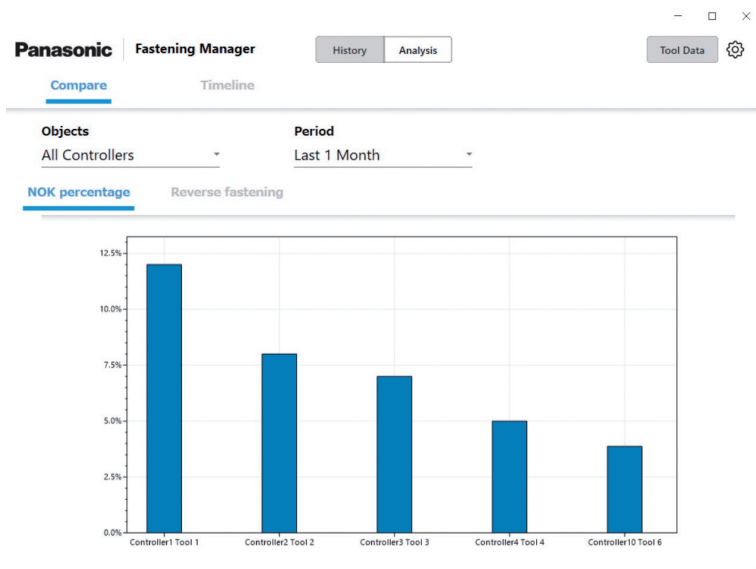 Panasonic Fastening Manager History Analysis Tool Data
Compare Timeline
Objects Period
All Controllers Last 1 Month
NOK percentage Reverse fastening
12.5%
10.0%
7.5%
5.0%
2.5%
0.0%
Controller1 Tool 1 Controller2 Tool 2 Controller3 Tool 3 Controller4 Tool 4 Controller10 Tool 6